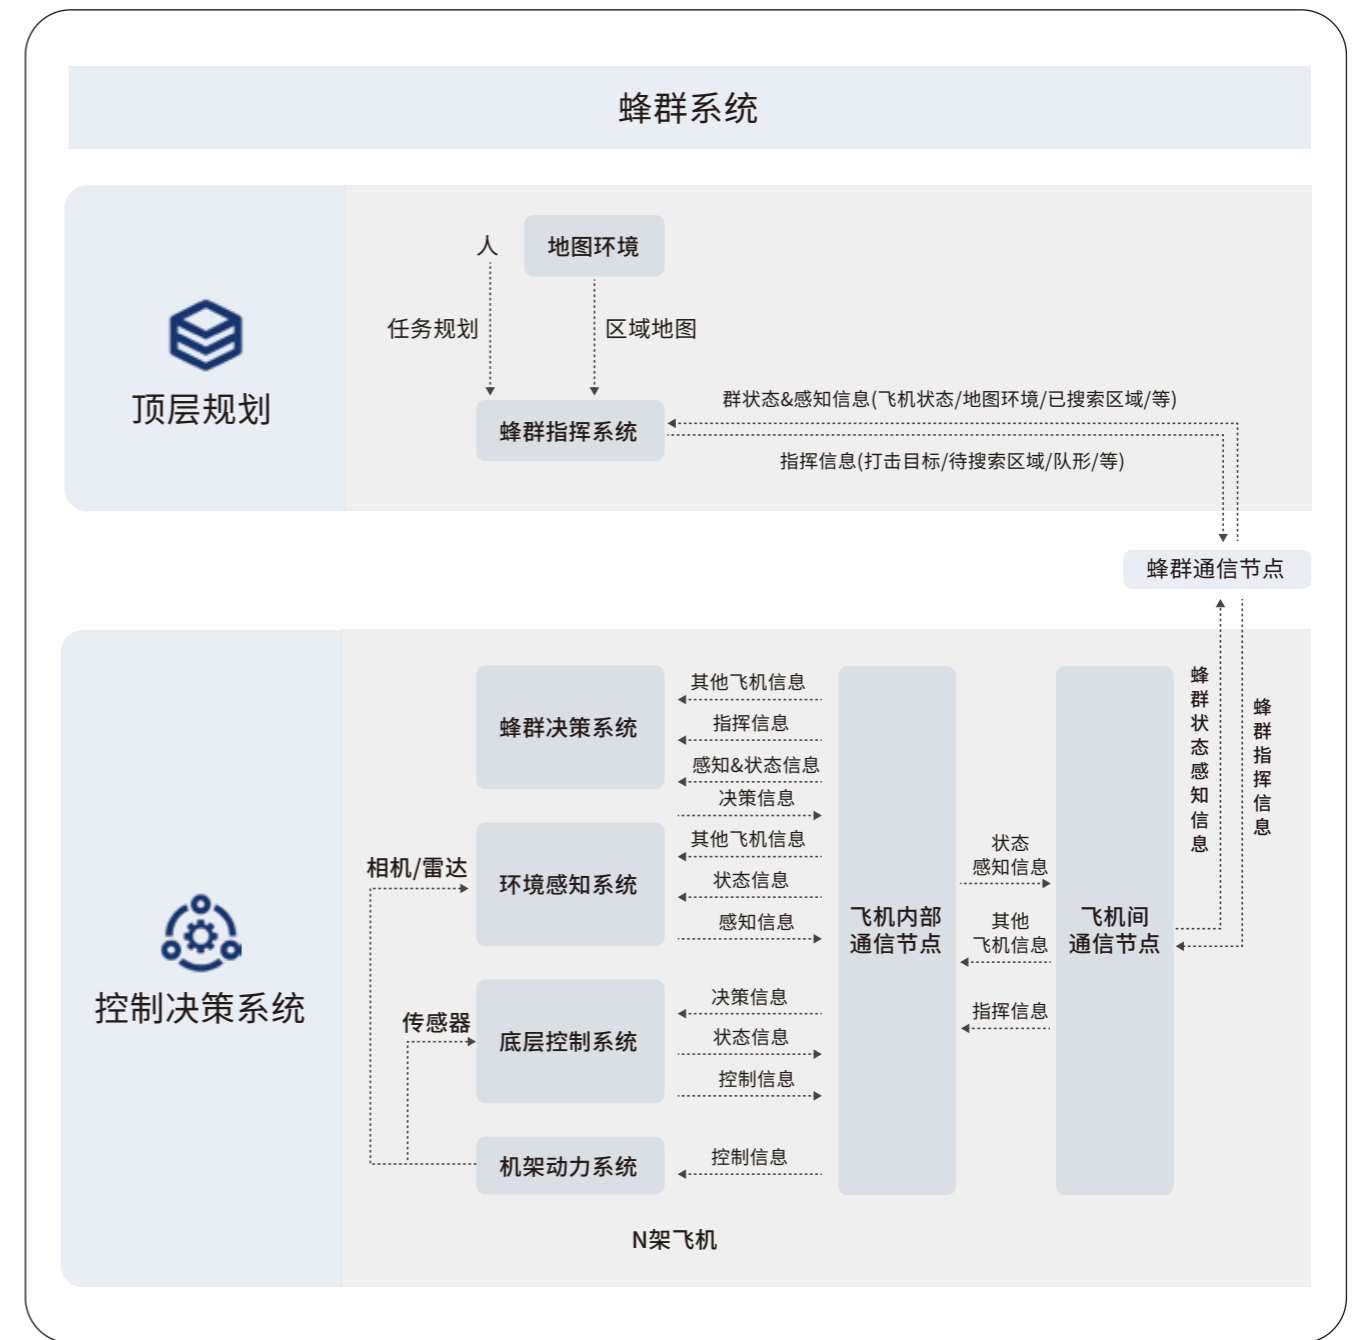 蜂群系统
顶层规划
人
地图环境
任务规划
区域地图
蜂群指挥系统
群状态&感知信息(飞机状态/地图环境/已搜索区域/等)
指挥信息(打击目标/待搜索区域/队形/等)
蜂群通信节点
控制决策系统
蜂群决策系统
其他飞机信息
指挥信息
感知&状态信息
决策信息
相机/雷达
环境感知系统
其他飞机信息
状态信息
感知信息
传感器
底层控制系统
决策信息
状态信息
控制信息
机架动力系统
控制信息
飞机内部
通信节点
状态
感知信息
其他
飞机信息
指挥信息
飞机间
通信节点
蜂群状态感知信息
蜂群指挥信息
N架飞机